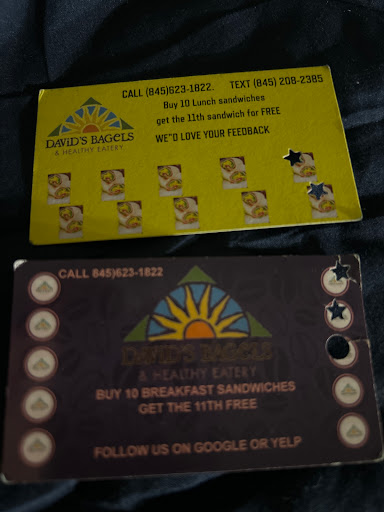 CALL (845)623-1822. TEXT (845) 208-2385
Buy 10 Lunch sandwiches
get the 11th sandwich for FREE
WE"D LOVE YOUR FEEDBACK
DAVID'S BAGELS
& HEALTHY EATERY.
CALL 845)623-1822
DAVID'S BAGELS
& HEALTHY EATERY
BUY 10 BREAKFAST SANDWICHES
GET THE 11TH FREE
FOLLOW US ON GOOGLE OR YELP